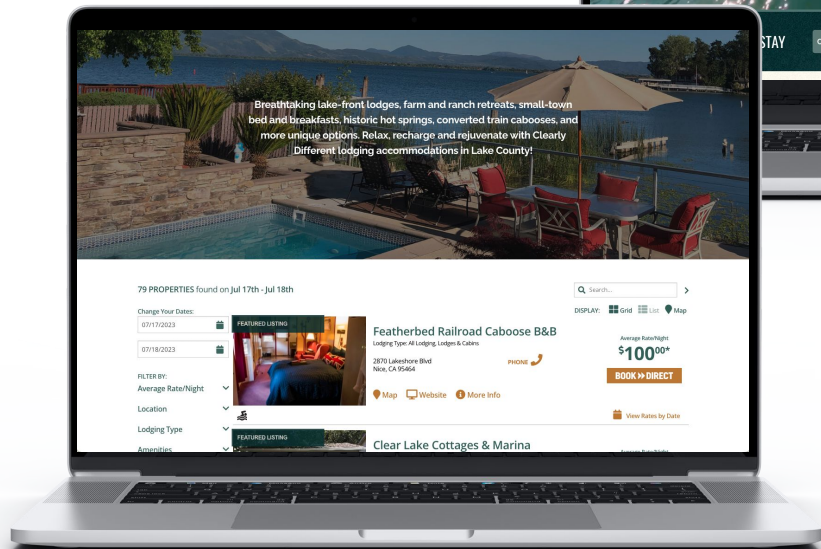 STAY
Breathtaking lake-front lodges, farm and ranch retreats, small-town
bed and breakfasts, historic hot springs, converted train cabooses, and
more unique options. Relax, recharge and rejuvenate with Clearly
Different lodging accommodations in Lake County!
79 PROPERTIES found on Jul 17th - Jul 18th
Search...
Change Your Dates:
DISPLAY: Grid List Map
07/17/2023
07/18/2023
FILTER BY:
Average Rate/Night
Location
Lodging Type
Amenities
FEATURED LISTING
Featherbed Railroad Caboose B&B
Lodging Type: All Lodging, Lodges & Cabins
2870 Lakeshore Blvd
Nice, CA 95464
PHONE
Map Website More Info
Average Rate/Night
$10000*
BOOK DIRECT
View Rates by Date
FEATURED LISTING
Clear Lake Cottages & Marina
Average Rate/Night